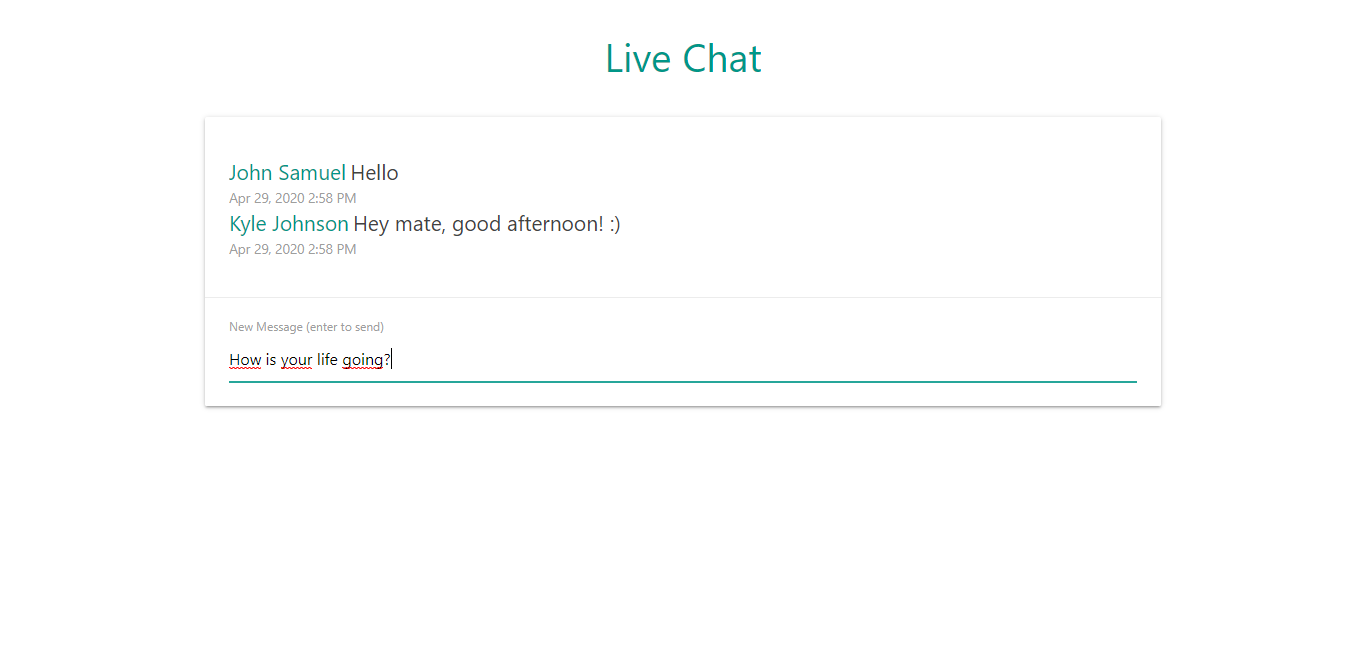 Live Chat
John Samuel Hello
Apr 29, 2020 2:58 PM
Kyle Johnson Hey mate, good afternoon! :)
Apr 29, 2020 2:58 PM
New Message (enter to send)
How is your life going?